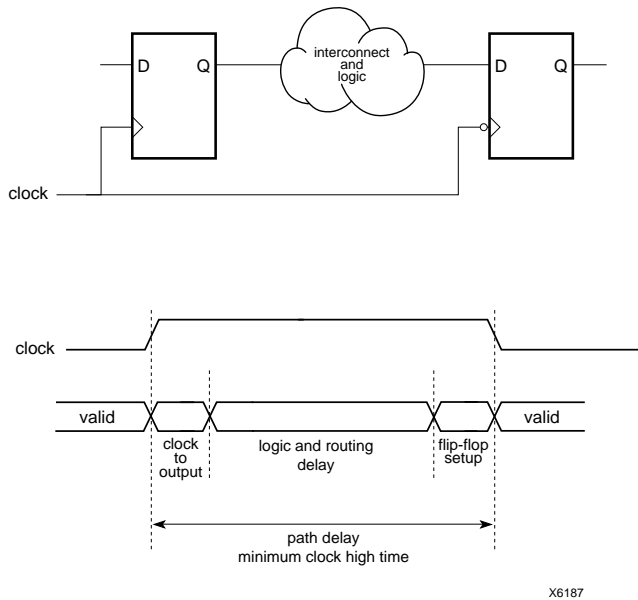 D Q
interconnect
and
logic
D Q
clock
clock
valid
clock
to
output
logic and routing
delay
flip-flop
setup
valid
path delay
minimum clock high time
X6187